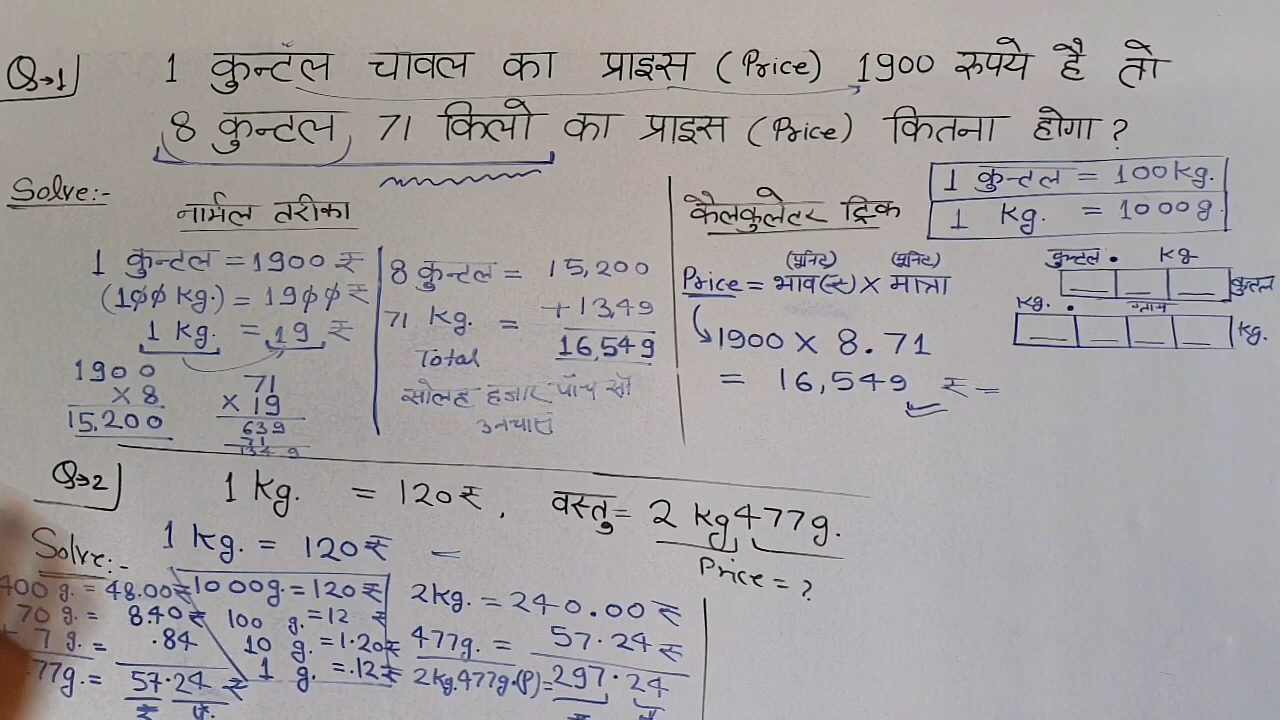 Q→1 1 कुन्टल चावल का प्राइस (Price) 1900 रुपये है तो
8 कुन्टल 71 किलो का प्राइस (Price) कितना होगा ?
Solve:-
नार्मल तरीका
1 कुन्टल = 1900 ₹
(100 kg.) = 1900 ₹
1 kg. = 19 ₹
1900
× 8
15,200
71
× 19
639
71
1349
8 कुन्टल = 15,200
71 kg. = +1349
Total 16,549
सोलह हजार पाँच सौ
उनचास
कैलकुलेटर ट्रिक
1 कुन्टल = 100 kg.
1 kg. = 1000 g.
(यूनिट) (यूनिट)
Price = भाव(₹) × मात्रा
1900 × 8.71
= 16,549 ₹ =
कुन्टल . kg
कुन्टल
kg. . ग्राम
kg.
Q→2 1 kg. = 120 ₹, वस्तु = 2 kg 477g.
Price = ?
Solve:- 1 kg. = 120 ₹
1000g. = 120 ₹
100 g. = 12 ₹
10 g. = 1.20 ₹
1 g. = .12 ₹
400 g. = 48.00 ₹
70 g. = 8.40 ₹
+ 7 g. = .84
77g. = 57.24 ₹
₹
2kg. = 240.00 ₹
477g. = 57.24 ₹
2kg.477g.(P) = 297.24